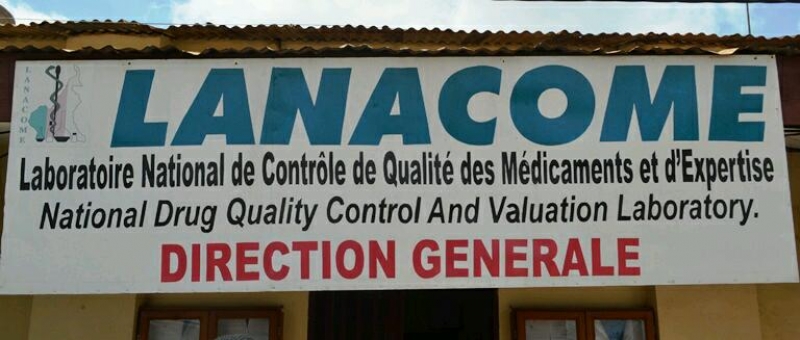 LANACOME
LANACOME
Laboratoire National de Contrôle de Qualité des Médicaments et d'Expertise
National Drug Quality Control And Valuation Laboratory.
DIRECTION GENERALE